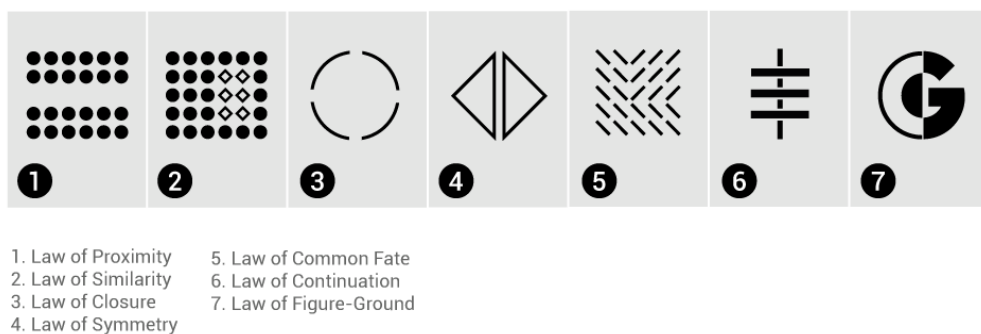 1
2
3
4
5
6
7
G
1. Law of Proximity
2. Law of Similarity
3. Law of Closure
4. Law of Symmetry
5. Law of Common Fate
6. Law of Continuation
7. Law of Figure-Ground